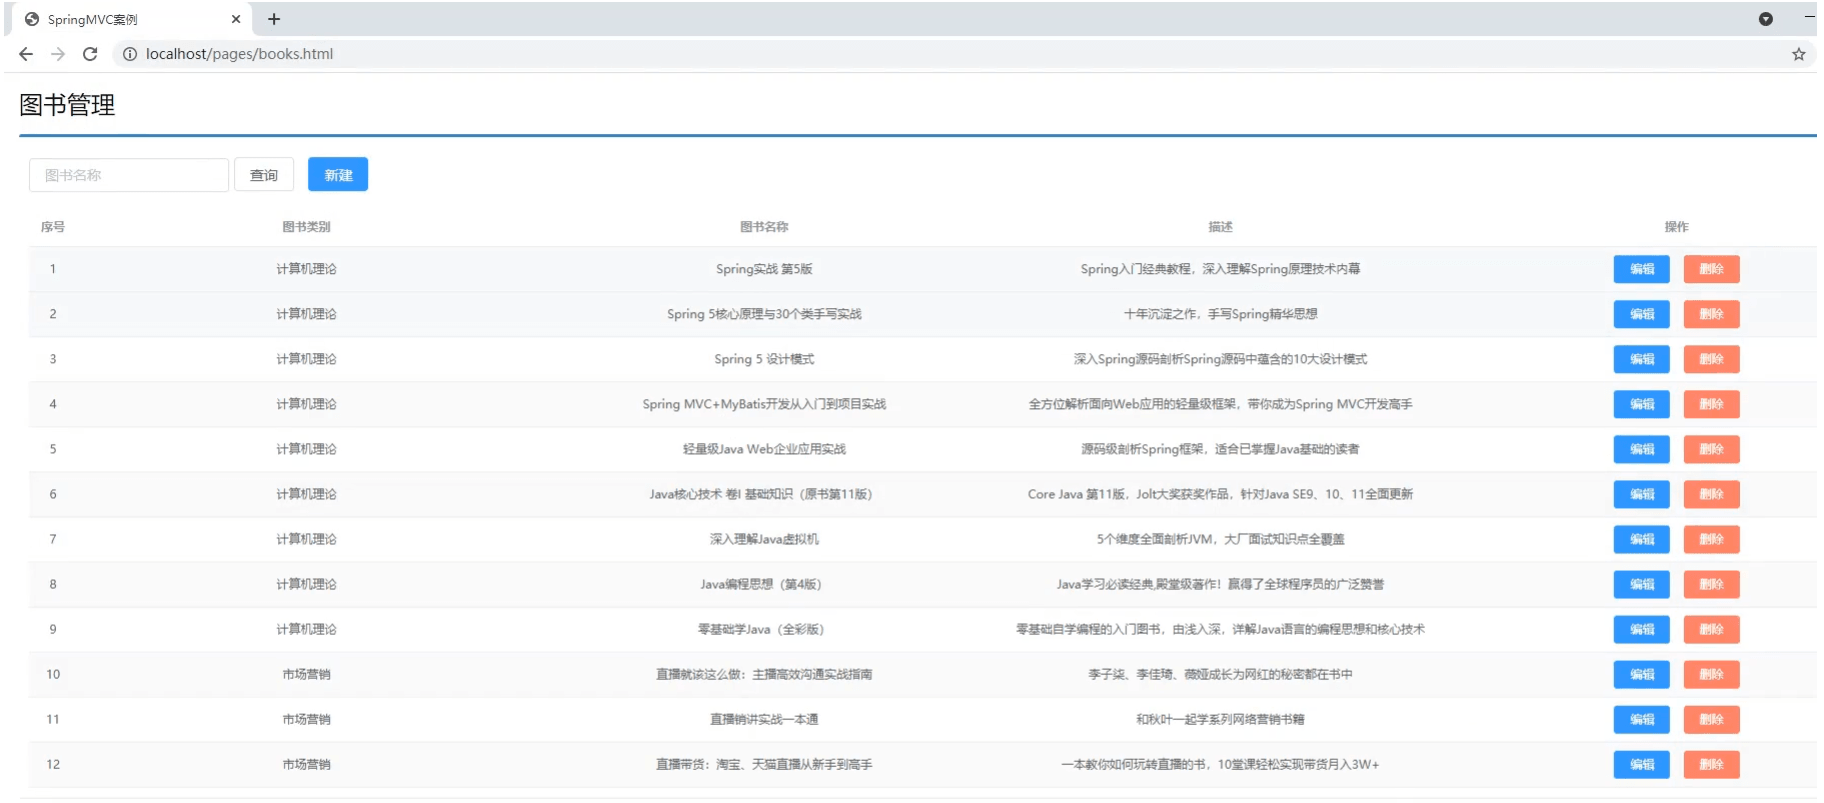 SpringMVC案例
localhost/pages/books.html
图书管理
图书名称 查询 新建
序号 图书类别 图书名称 描述 操作
1 计算机理论 Spring实战 第5版 Spring入门经典教程，深入理解Spring原理技术内幕 编辑 删除
2 计算机理论 Spring 5核心原理与30个类手写实战 十年沉淀之作，手写Spring精华思想 编辑 删除
3 计算机理论 Spring 5 设计模式 深入Spring源码剖析Spring源码中蕴含的10大设计模式 编辑 删除
4 计算机理论 Spring MVC+MyBatis开发从入门到项目实战 全方位解析面向Web应用的轻量级框架，带你成为Spring MVC开发高手 编辑 删除
5 计算机理论 轻量级Java Web企业应用实战 源码级剖析Spring框架，适合已掌握Java基础的读者 编辑 删除
6 计算机理论 Java核心技术 卷I 基础知识（原书第11版） Core Java 第11版，Jolt大奖获奖作品，针对Java SE9、10、11全面更新 编辑 删除
7 计算机理论 深入理解Java虚拟机 5个维度全面剖析JVM，大厂面试知识点全覆盖 编辑 删除
8 计算机理论 Java编程思想（第4版） Java学习必读经典,殿堂级著作！赢得了全球程序员的广泛赞誉 编辑 删除
9 计算机理论 零基础学Java（全彩版） 零基础自学编程的入门图书，由浅入深，详解Java语言的编程思想和核心技术 编辑 删除
10 市场营销 直播就该这么做：主播高效沟通实战指南 李子柒、李佳琦、薇娅成长为网红的秘密都在书中 编辑 删除
11 市场营销 直播销讲实战一本通 和秋叶一起学系列网络营销书籍 编辑 删除
12 市场营销 直播带货：淘宝、天猫直播从新手到高手 一本教你如何玩转直播的书，10堂课轻松实现带货月入3W+ 编辑 删除